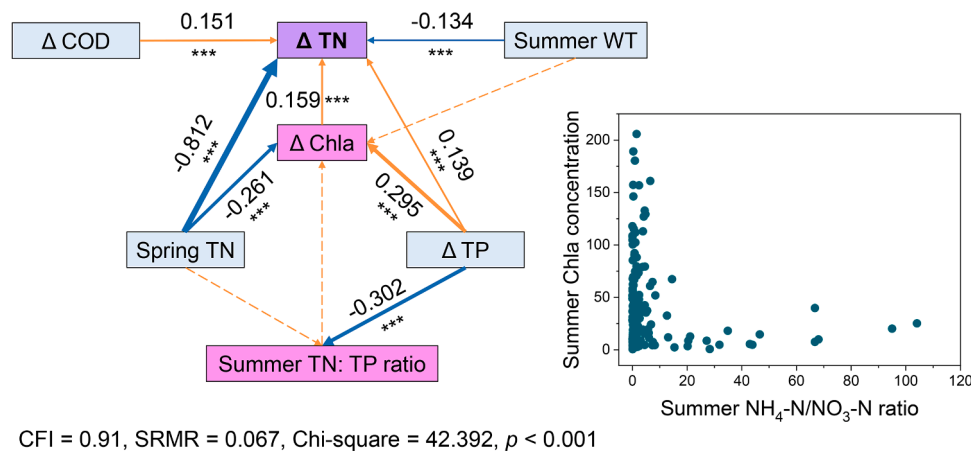 0.151
-0.134
Δ COD
Δ TN
Summer WT
***
***
0.159 ***
-0.812
***
Δ Chla
0.139
***
-0.261
***
0.295
***
Spring TN
Δ TP
-0.302
***
Summer TN: TP ratio
CFI = 0.91, SRMR = 0.067, Chi-square = 42.392, p < 0.001
Summer Chla concentration
200
150
100
50
0
0 20 40 60 80 100 120
Summer NH₄-N/NO₃-N ratio